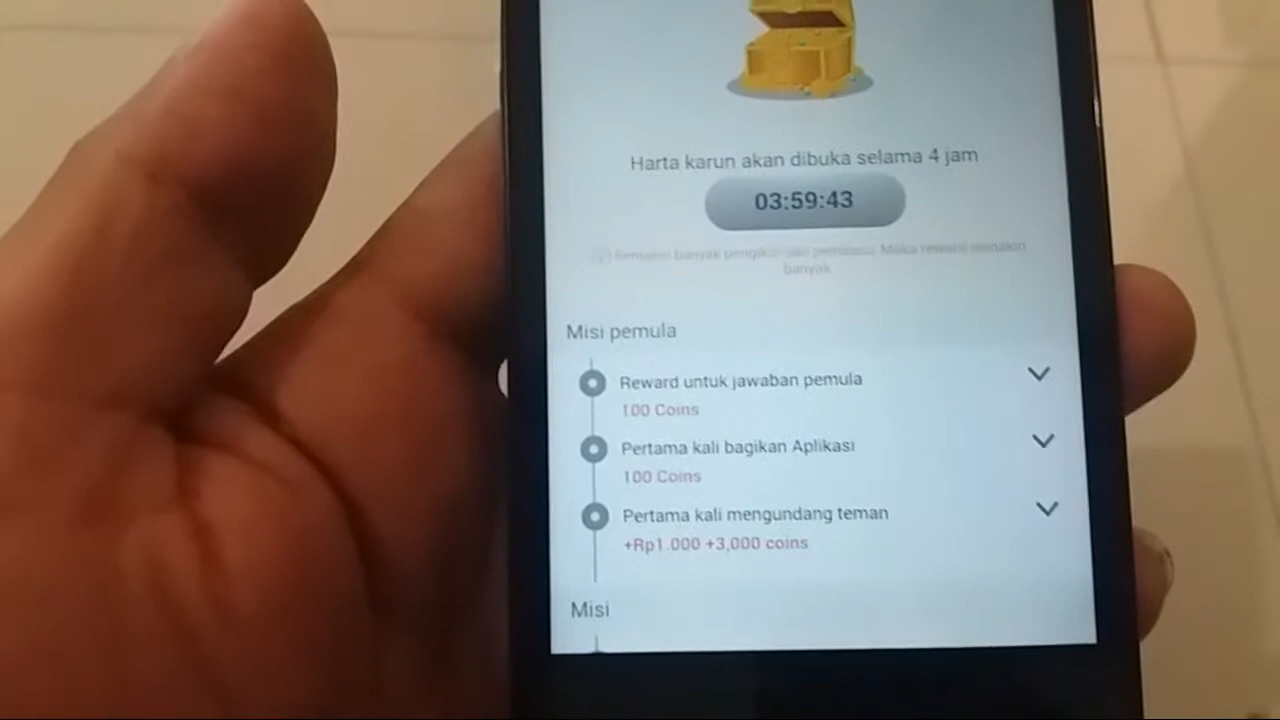 Harta karun akan dibuka selama 4 jam
03:59:43
Semakin banyak pengikut dan pembaca. Maka reward semakin
banyak
Misi pemula
Reward untuk jawaban pemula
100 Coins
Pertama kali bagikan Aplikasi
100 Coins
Pertama kali mengundang teman
+Rp1.000 +3,000 coins
Misi